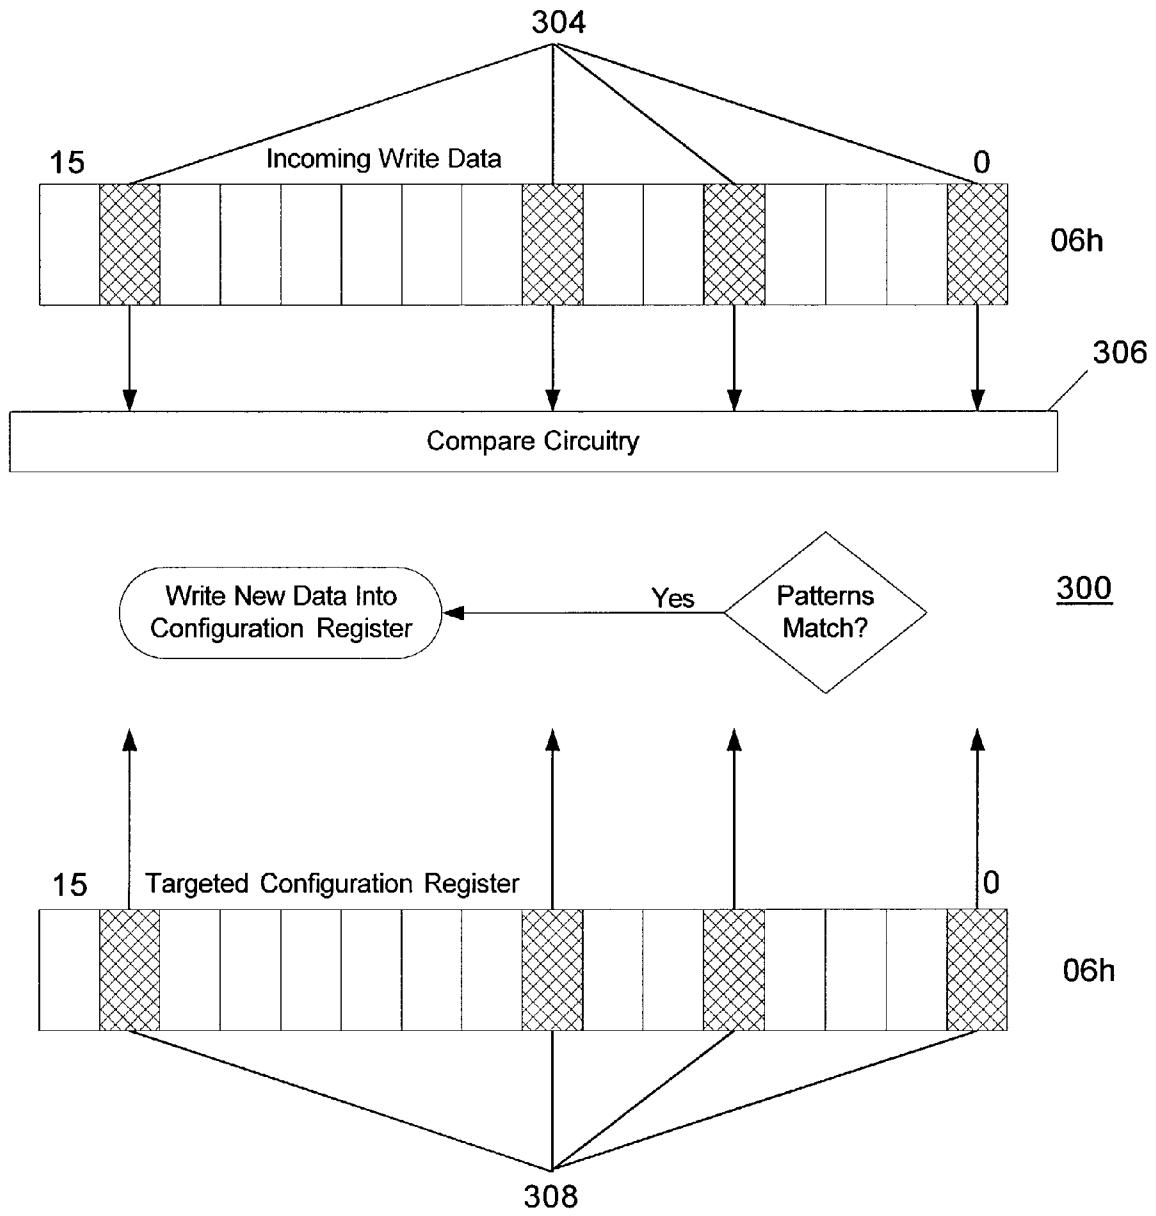 304
15 Incoming Write Data 0
06h
306
Compare Circuitry
Write New Data Into
Configuration Register
Yes
Patterns
Match?
300
15 Targeted Configuration Register 0
06h
308